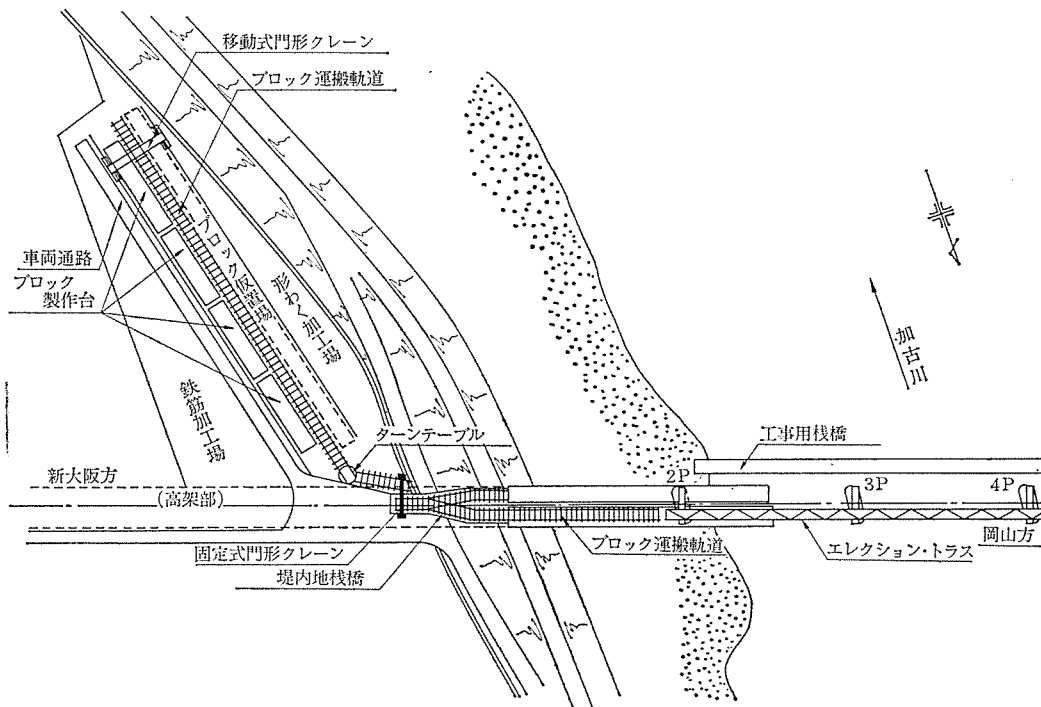 移動式門形クレーン
ブロック運搬軌道
車両通路
ブロック
製作台
ブロック仮置場
形わく加工場
鉄筋加工場
ターンテーブル
加古川
工事用栈橋
新大阪方
(高架部)
2P
3P
4P
固定式門形クレーン
堤内地栈橋
ブロック運搬軌道
エレクション・トラス
岡山方